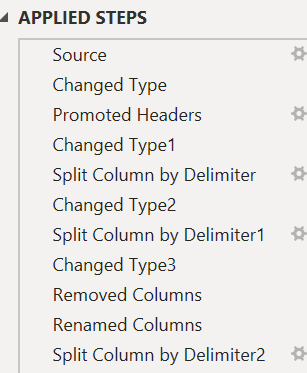 APPLIED STEPS
Source
Changed Type
Promoted Headers
Changed Type1
Split Column by Delimiter
Changed Type2
Split Column by Delimiter1
Changed Type3
Removed Columns
Renamed Columns
Split Column by Delimiter2